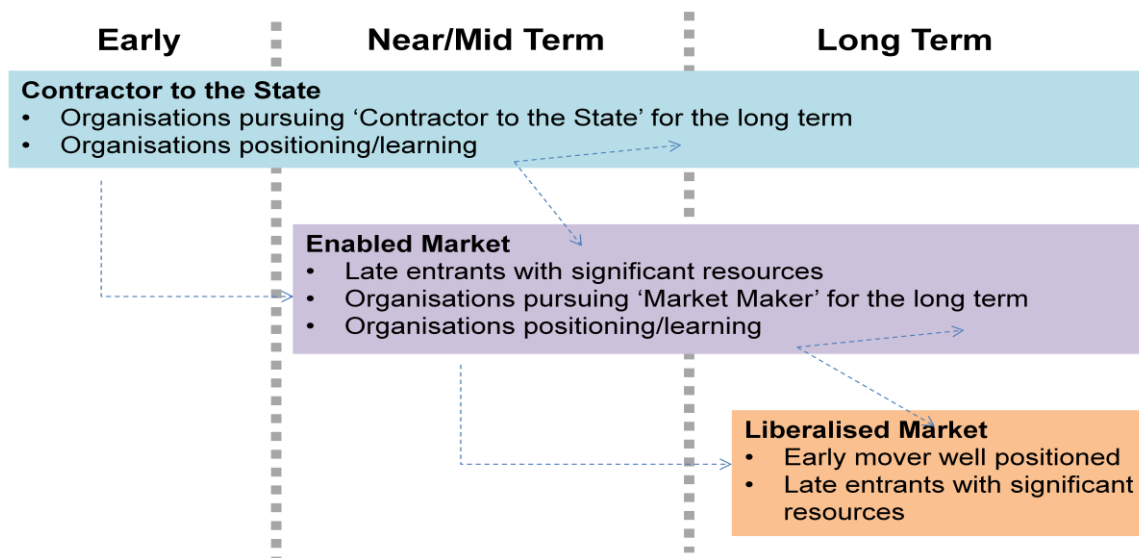 Early Near/Mid Term Long Term
Contractor to the State
• Organisations pursuing ‘Contractor to the State’ for the long term
• Organisations positioning/learning
Enabled Market
• Late entrants with significant resources
• Organisations pursuing ‘Market Maker’ for the long term
• Organisations positioning/learning
Liberalised Market
• Early mover well positioned
• Late entrants with significant
resources